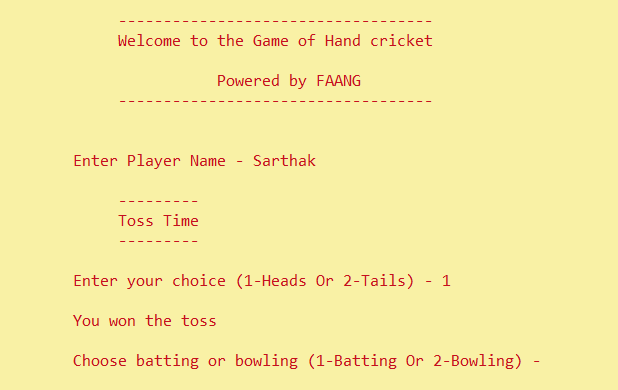 -----------------------------------
Welcome to the Game of Hand cricket
Powered by FAANG
-----------------------------------
Enter Player Name - Sarthak
---------
Toss Time
---------
Enter your choice (1-Heads Or 2-Tails) - 1
You won the toss
Choose batting or bowling (1-Batting Or 2-Bowling) -